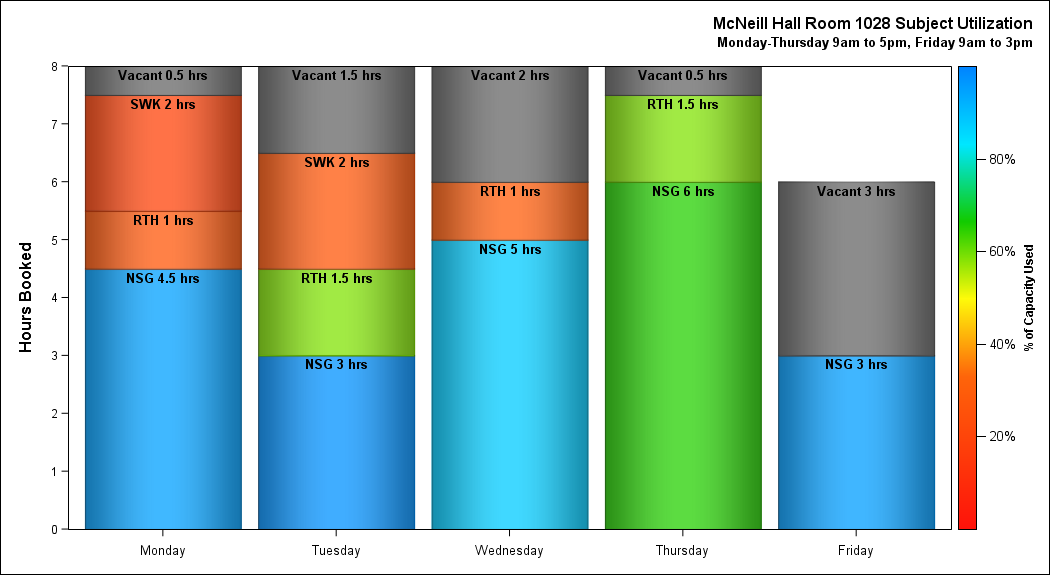 McNeill Hall Room 1028 Subject Utilization
Monday-Thursday 9am to 5pm, Friday 9am to 3pm
Hours Booked
8
7
6
5
4
3
2
1
0
Vacant 0.5 hrs
SWK 2 hrs
RTH 1 hrs
NSG 4.5 hrs
Vacant 1.5 hrs
SWK 2 hrs
RTH 1.5 hrs
NSG 3 hrs
Vacant 2 hrs
RTH 1 hrs
NSG 5 hrs
Vacant 0.5 hrs
RTH 1.5 hrs
NSG 6 hrs
Vacant 3 hrs
NSG 3 hrs
Monday
Tuesday
Wednesday
Thursday
Friday
80%
60%
40%
20%
% of Capacity Used